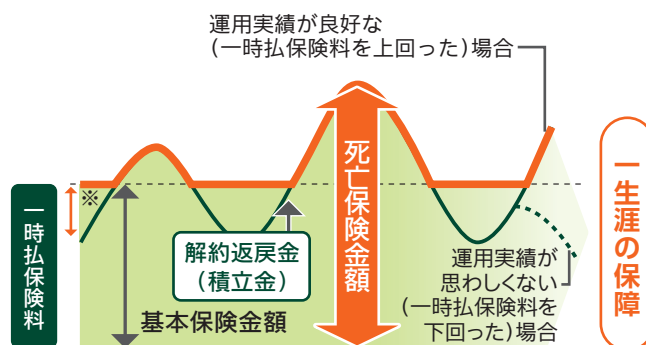 運用実績が良好な
(一時払保険料を上回った)場合
※
一時払保険料
死亡保険金額
一生涯の保障
解約返戻金
(積立金)
基本保険金額
運用実績が
思わしくない
(一時払保険料を
下回った)場合